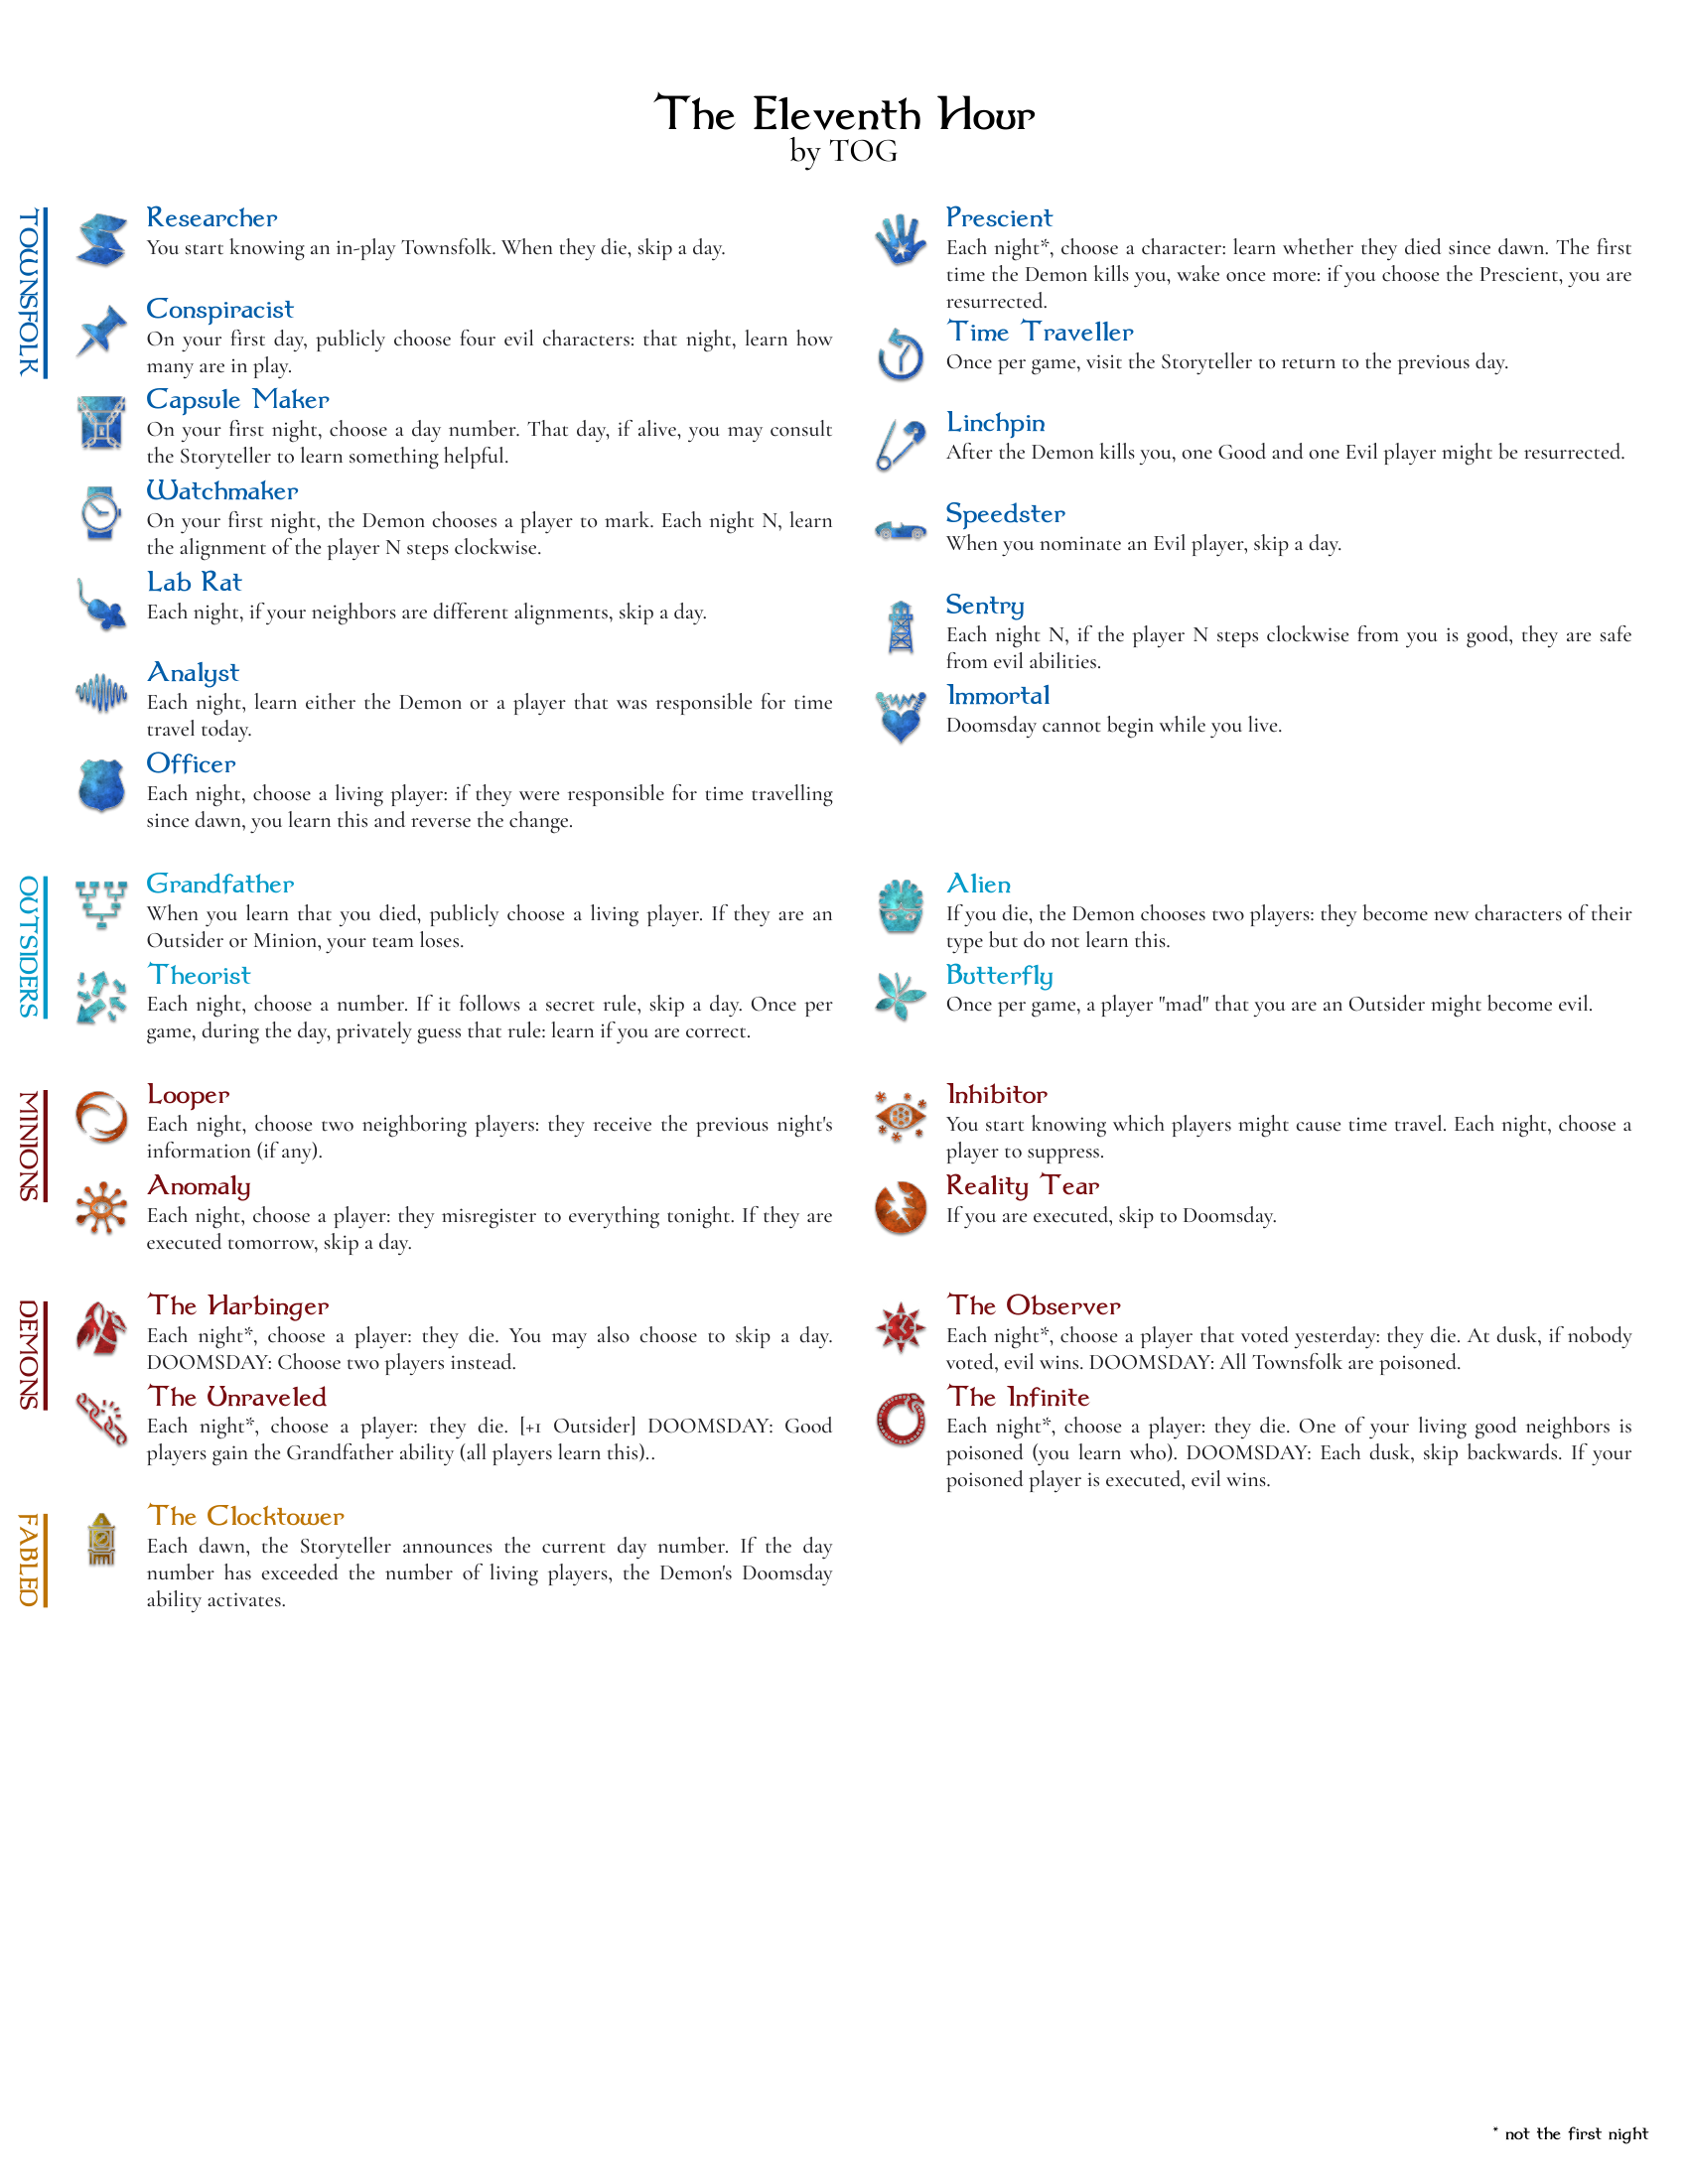 The Eleventh Hour
by TOG
TOWNSFOLK
Researcher
You start knowing an in-play Townsfolk. When they die, skip a day.
Conspiracist
On your first day, publicly choose four evil characters: that night, learn how
many are in play.
Capsule Maker
On your first night, choose a day number. That day, if alive, you may consult
the Storyteller to learn something helpful.
Watchmaker
On your first night, the Demon chooses a player to mark. Each night N, learn
the alignment of the player N steps clockwise.
Lab Rat
Each night, if your neighbors are different alignments, skip a day.
Analyst
Each night, learn either the Demon or a player that was responsible for time
travel today.
Officer
Each night, choose a living player: if they were responsible for time travelling
since dawn, you learn this and reverse the change.
Prescient
Each night*, choose a character: learn whether they died since dawn. The first
time the Demon kills you, wake once more: if you choose the Prescient, you are
resurrected.
Time Traveller
Once per game, visit the Storyteller to return to the previous day.
Linchpin
After the Demon kills you, one Good and one Evil player might be resurrected.
Speedster
When you nominate an Evil player, skip a day.
Sentry
Each night N, if the player N steps clockwise from you is good, they are safe
from evil abilities.
Immortal
Doomsday cannot begin while you live.
OUTSIDERS
Grandfather
When you learn that you died, publicly choose a living player. If they are an
Outsider or Minion, your team loses.
Theorist
Each night, choose a number. If it follows a secret rule, skip a day. Once per
game, during the day, privately guess that rule: learn if you are correct.
Alien
If you die, the Demon chooses two players: they become new characters of their
type but do not learn this.
Butterfly
Once per game, a player "mad" that you are an Outsider might become evil.
MINIONS
Looper
Each night, choose two neighboring players: they receive the previous night's
information (if any).
Anomaly
Each night, choose a player: they misregister to everything tonight. If they are
executed tomorrow, skip a day.
Inhibitor
You start knowing which players might cause time travel. Each night, choose a
player to suppress.
Reality Tear
If you are executed, skip to Doomsday.
DEMONS
The Harbinger
Each night*, choose a player: they die. You may also choose to skip a day.
DOOMSDAY: Choose two players instead.
The Unraveled
Each night*, choose a player: they die. [+1 Outsider] DOOMSDAY: Good
players gain the Grandfather ability (all players learn this)..
The Observer
Each night*, choose a player that voted yesterday: they die. At dusk, if nobody
voted, evil wins. DOOMSDAY: All Townsfolk are poisoned.
The Infinite
Each night*, choose a player: they die. One of your living good neighbors is
poisoned (you learn who). DOOMSDAY: Each dusk, skip backwards. If your
poisoned player is executed, evil wins.
FABLED
The Clocktower
Each dawn, the Storyteller announces the current day number. If the day
number has exceeded the number of living players, the Demon's Doomsday
ability activates.
* not the first night